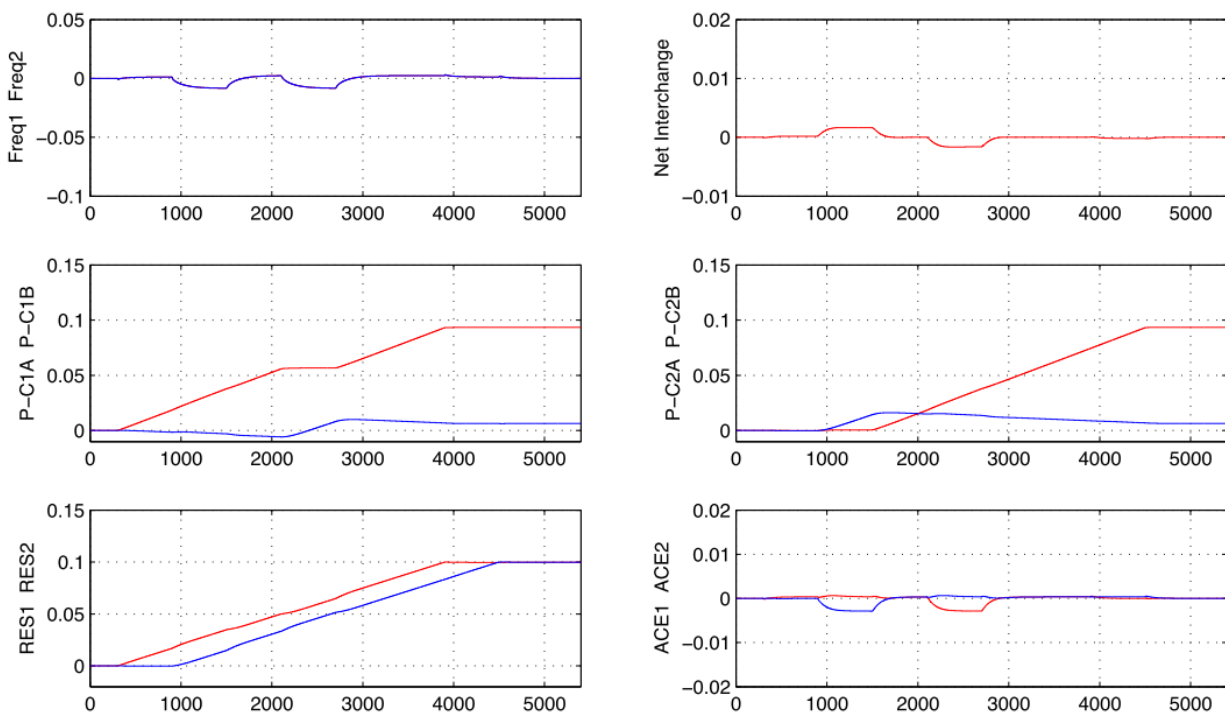 0.05
0
−0.05
−0.1
Freq1 Freq2
0 1000 2000 3000 4000 5000
0.02
0.01
0
−0.01
Net Interchange
0 1000 2000 3000 4000 5000
0.15
0.1
0.05
0
P−C1A P−C1B
0 1000 2000 3000 4000 5000
0.15
0.1
0.05
0
P−C2A P−C2B
0 1000 2000 3000 4000 5000
0.15
0.1
0.05
0
RES1 RES2
0 1000 2000 3000 4000 5000
0.02
0.01
0
−0.01
−0.02
ACE1 ACE2
0 1000 2000 3000 4000 5000